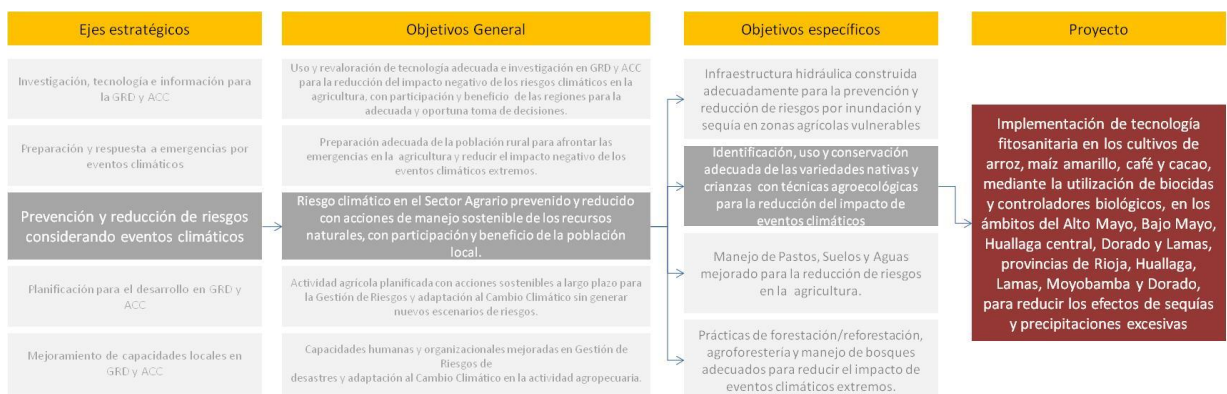 Ejes estratégicos
Investigación, tecnología e información para
la GRD y ACC
Preparación y respuesta a emergencias por
eventos climáticos
Prevención y reducción de riesgos
considerando eventos climáticos
Planificación para el desarrollo en GRD y
ACC
Mejoramiento de capacidades locales en
GRD y ACC
Objetivos General
Uso y revaloración de tecnología adecuada e investigación en GRD y ACC
para la reducción del impacto negativo de los riesgos climáticos en la
agricultura, con participación y beneficio de las regiones para la
adecuada y oportuna toma de decisiones.
Preparación adecuada de la población rural para afrontar las
emergencias en la agricultura y reducir el impacto negativo de los
eventos climáticos extremos.
Riesgo climático en el Sector Agrario prevenido y reducido
con acciones de manejo sostenible de los recursos
naturales, con participación y beneficio de la población
local.
Actividad agrícola planificada con acciones sostenibles a largo plazo para
la Gestión de Riesgos y adaptación al Cambio Climático sin generar
nuevos escenarios de riesgos.
Capacidades humanas y organizacionales mejoradas en Gestión de
Riesgos de
desastres y adaptación al Cambio Climático en la actividad agropecuaria.
Objetivos específicos
Infraestructura hidráulica construida
adecuadamente para la prevención y
reducción de riesgos por inundación y
sequia en zonas agrícolas vulnerables
Identificación, uso y conservación
adecuada de las variedades nativas y
crianzas con técnicas agroecológicas
para la reducción del impacto de
eventos climáticos
Manejo de Pastos, Suelos y Aguas
mejorado para la reducción de riesgos
en la agricultura.
Prácticas de forestación/reforestación,
agroforestería y manejo de bosques
adecuados para reducir el impacto de
eventos climáticos extremos.
Proyecto
Implementación de tecnología
fitosanitaria en los cultivos de
arroz, maíz amarillo, café y cacao,
mediante la utilización de biocidas
y controladores biológicos, en los
ámbitos del Alto Mayo, Bajo Mayo,
Huallaga central, Dorado y Lamas,
provincias de Rioja, Huallaga,
Lamas, Moyobamba y Dorado,
para reducir los efectos de sequías
y precipitaciones excesivas